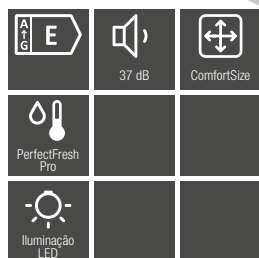 A
G
E
37 dB
ComfortSize
PerfectFresh
Pro
Iluminação
LED